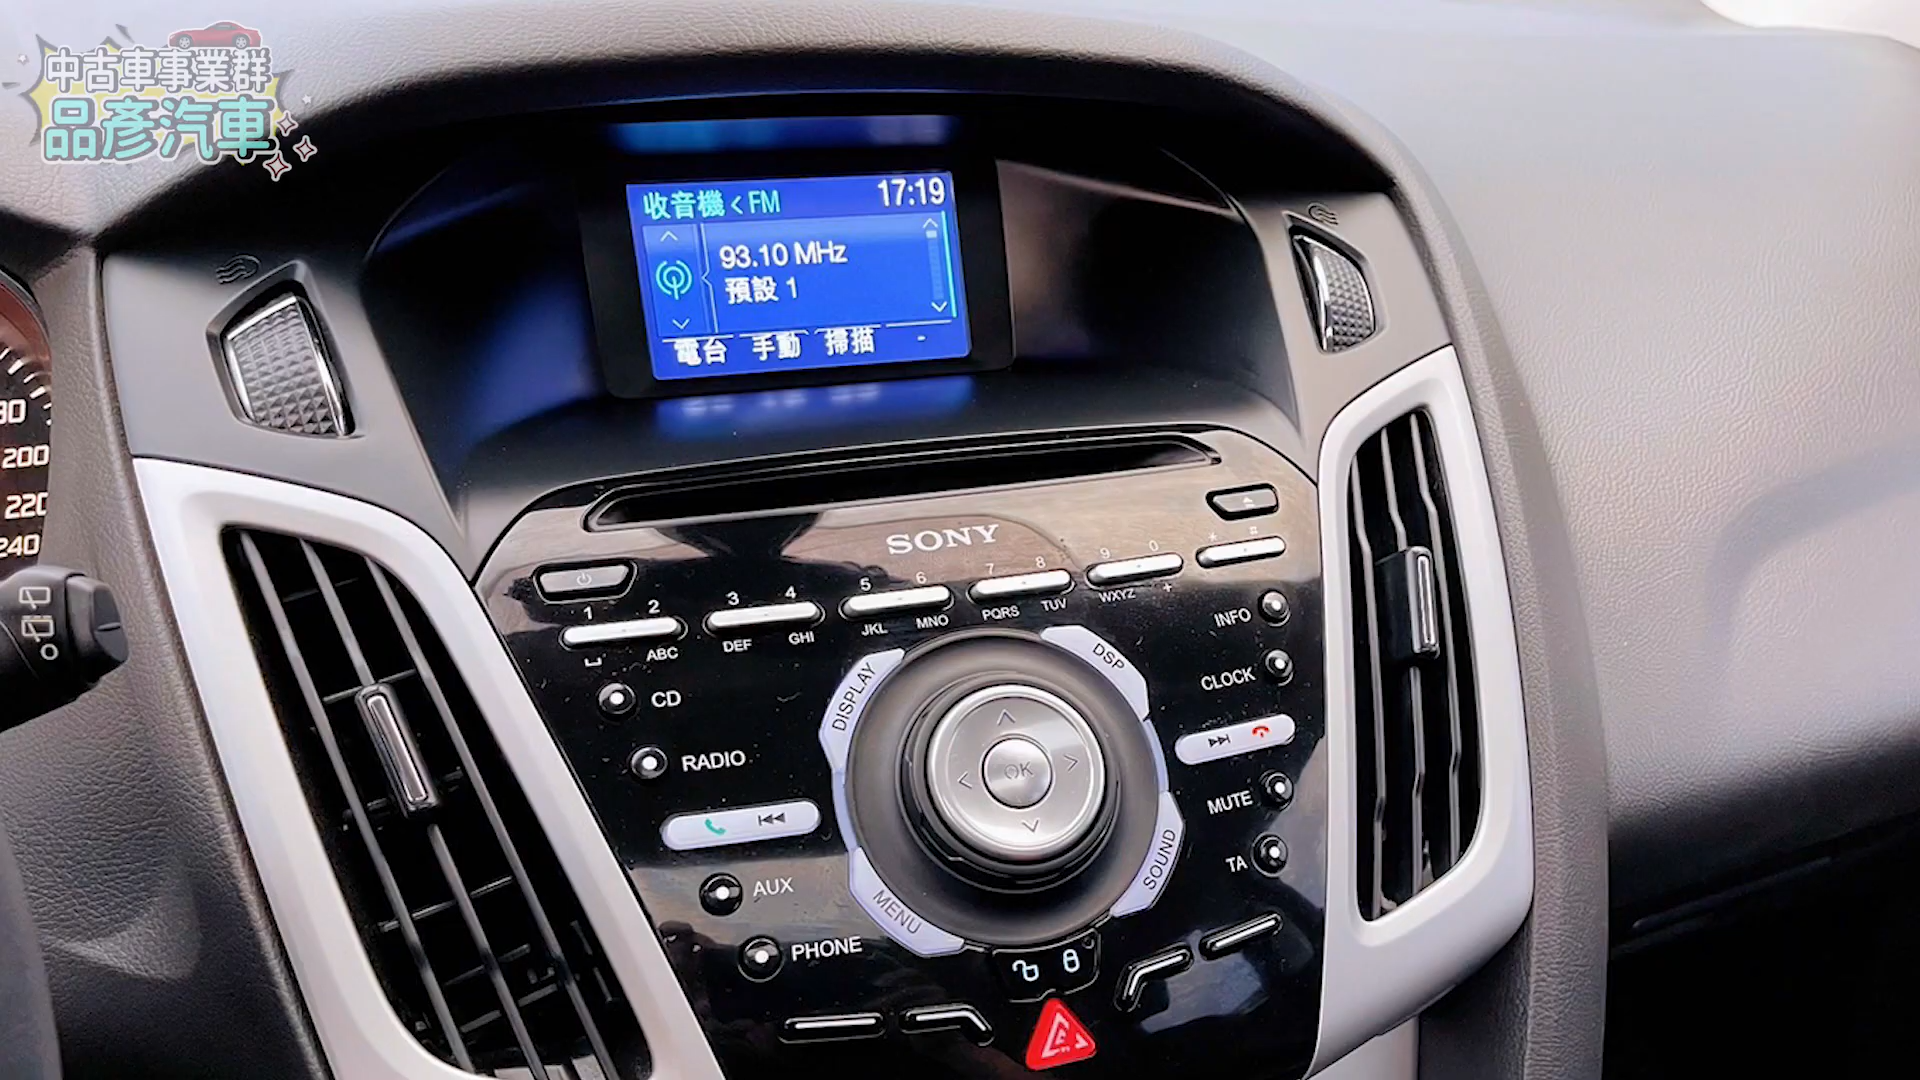 中古車事業群
品彥汽車
收音機 < FM 17:19
93.10 MHz
預設 1
電台 手動 掃描 -
200
220
240
SONY
1 2 3 4 5 6 7 8 9 0 * #
ABC DEF GHI JKL MNO PQRS TUV WXYZ +
CD
RADIO
AUX
PHONE
DISPLAY
DSP
OK
MENU
SOUND
INFO
CLOCK
MUTE
TA